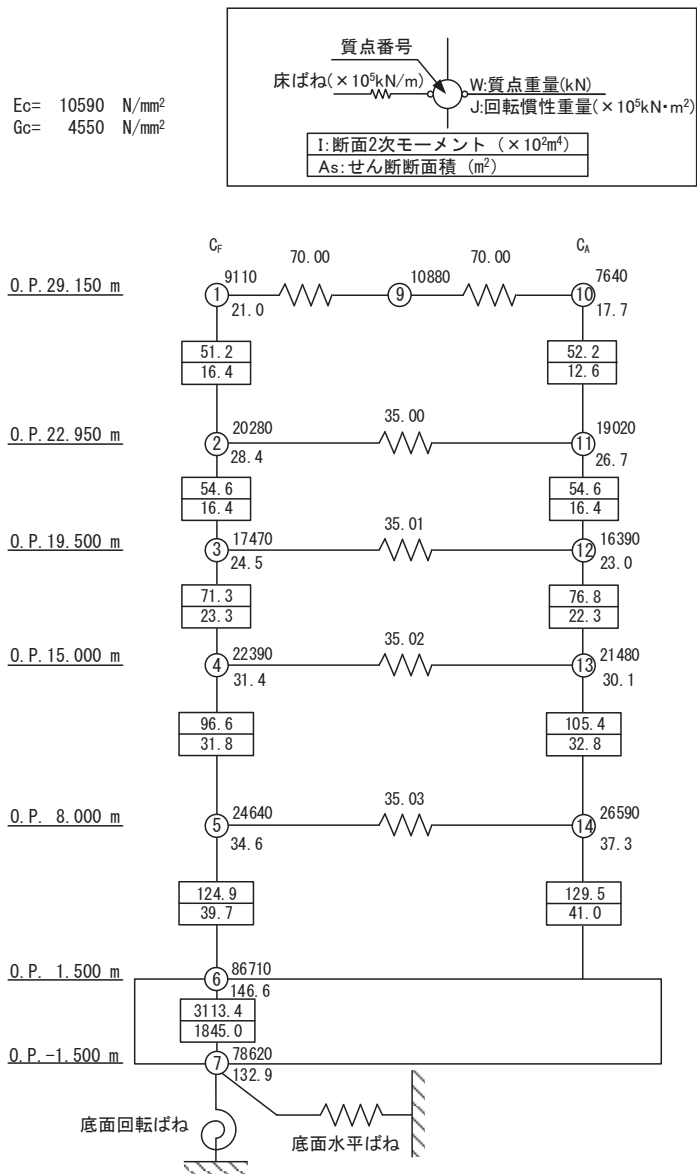 Ec= 10590 N/mm²
Gc= 4550 N/mm²
質点番号
床ばね(×10⁵kN/m)
W:質点重量(kN)
J:回転慣性重量(×10⁵kN・m²)
I:断面2次モーメント (×10²m⁴)
As:せん断断面積 (m²)
C_F C_A
70.00 70.00
O.P.29.150 m 1 9110 9 10880 10 7640
21.0 17.7
51.2 52.2
16.4 12.6
O.P.22.950 m 2 20280 35.00 11 19020
28.4 26.7
54.6 54.6
16.4 16.4
O.P.19.500 m 3 17470 35.01 12 16390
24.5 23.0
71.3 76.8
23.3 22.3
O.P.15.000 m 4 22390 35.02 13 21480
31.4 30.1
96.6 105.4
31.8 32.8
O.P. 8.000 m 5 24640 35.03 14 26590
34.6 37.3
124.9 129.5
39.7 41.0
O.P. 1.500 m 6 86710
146.6
3113.4
1845.0
O.P.-1.500 m 7 78620
132.9
底面回転ばね
底面水平ばね